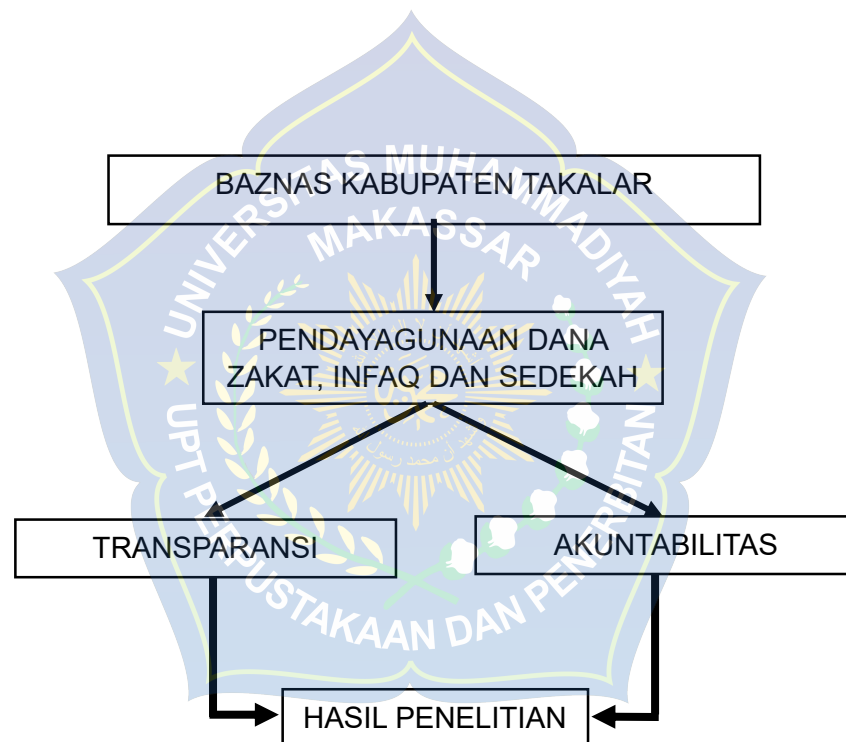 BAZNAS KABUPATEN TAKALAR
UNIVERSITAS MUHAMMADIYAH
MAKASSAR
PENDAYAGUNAAN DANA
ZAKAT, INFAQ DAN SEDEKAH
TRANSPARANSI
AKUNTABILITAS
UPT PERPUSTAKAAN DAN PENERBITAN
HASIL PENELITIAN